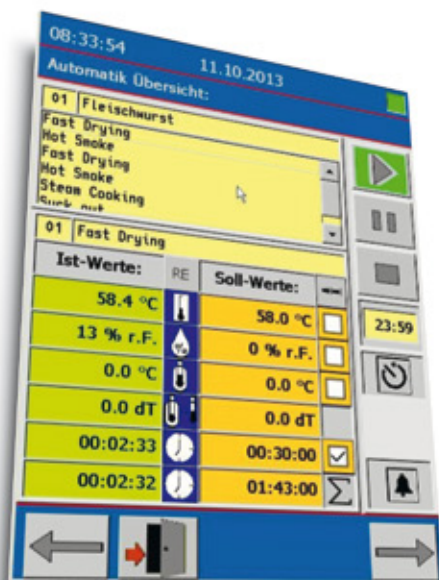 08:33:54 11.10.2013
Automatik Übersicht:
01 Fleischwurst
Fast Drying
Hot Smoke
Fast Drying
Hot Smoke
Steam Cooking
Suck out
01 Fast Drying
Ist-Werte: RE Soll-Werte:
58.4 °C 58.0 °C
13 % r.F. 0 % r.F.
0.0 °C 0.0 °C
0.0 dT 0.0 dT
00:02:33 00:30:00
00:02:32 01:43:00 Σ
23:59